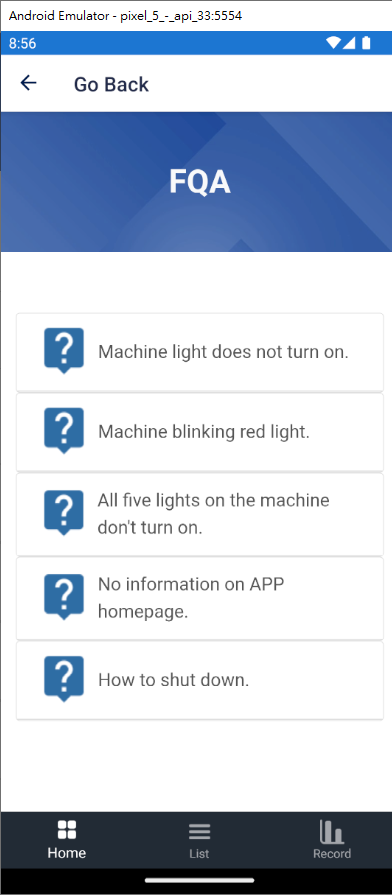 Android Emulator - pixel_5_-_api_33:5554
8:56
Go Back
FQA
Machine light does not turn on.
Machine blinking red light.
All five lights on the machine
don't turn on.
No information on APP
homepage.
How to shut down.
Home
List
Record